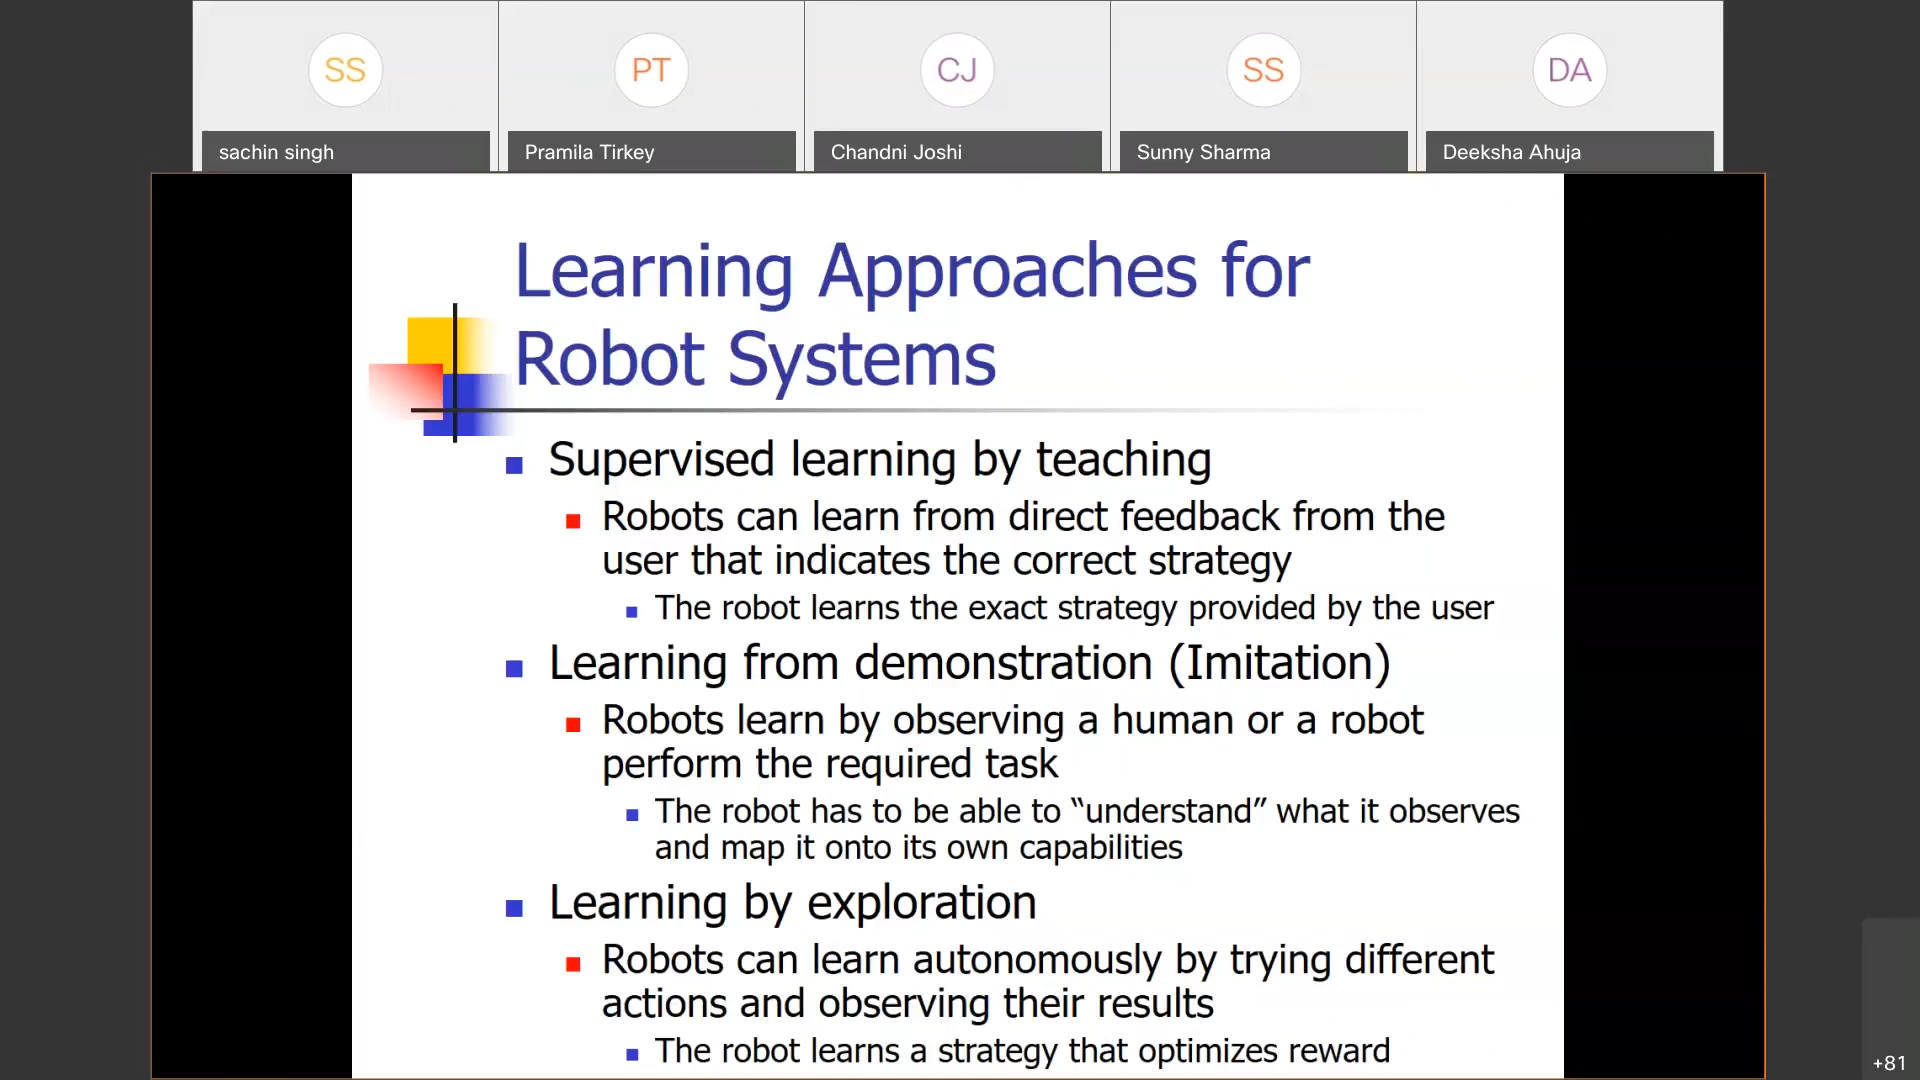 SS
PT
CJ
SS
DA
sachin singh
Pramila Tirkey
Chandni Joshi
Sunny Sharma
Deeksha Ahuja
Learning Approaches for
Robot Systems
Supervised learning by teaching
Robots can learn from direct feedback from the
user that indicates the correct strategy
The robot learns the exact strategy provided by the user
Learning from demonstration (Imitation)
Robots learn by observing a human or a robot
perform the required task
The robot has to be able to “understand” what it observes
and map it onto its own capabilities
Learning by exploration
Robots can learn autonomously by trying different
actions and observing their results
The robot learns a strategy that optimizes reward
+81